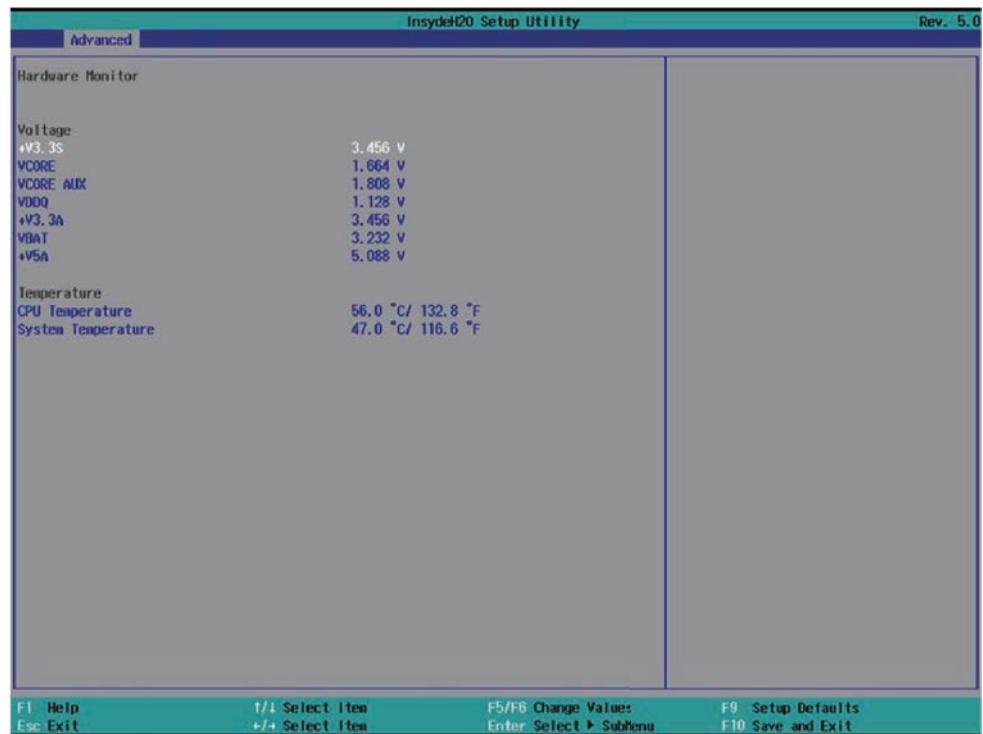 InsydeH20 Setup Utility Rev. 5.0
Advanced
Hardware Monitor
Voltage
+V3.3S 3.456 V
VCORE 1.664 V
VCORE AUX 1.808 V
VDDQ 1.128 V
+V3.3A 3.456 V
VBAT 3.232 V
+V5A 5.088 V
Temperature
CPU Temperature 56.0 °C/ 132.8 °F
System Temperature 47.0 °C/ 116.6 °F
F1 Help ↑/↓ Select Item F5/F6 Change Values F9 Setup Defaults
Esc Exit ←/→ Select Item Enter Select ▶ SubMenu F10 Save and Exit